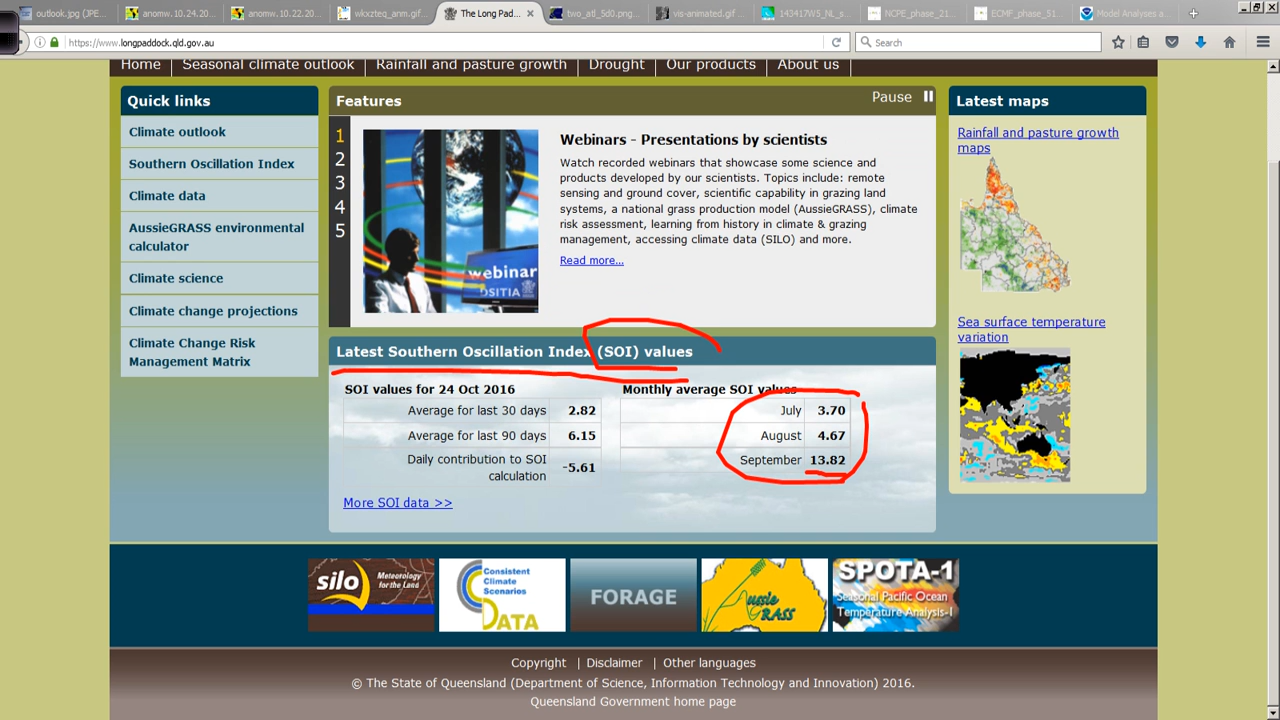 outlook.jpg (JPE...
anomw.10.24.20...
anomw.10.22.20...
wkxzteq_anm.gif...
The Long Pad...
two_atl_5d0.png...
vis-animated.gif ...
143417W5_NL_s...
NCPE_phase_21...
ECMF_phase_51...
Model Analyses a...
https://www.longpaddock.qld.gov.au
Search
Home
Seasonal climate outlook
Rainfall and pasture growth
Drought
Our products
About us
Quick links
Climate outlook
Southern Oscillation Index
Climate data
AussieGRASS environmental
calculator
Climate science
Climate change projections
Climate Change Risk
Management Matrix
Features
Pause
1
2
3
4
5
webinar
DSITIA
Webinars - Presentations by scientists
Watch recorded webinars that showcase some science and
products developed by our scientists. Topics include: remote
sensing and ground cover, scientific capability in grazing land
systems, a national grass production model (AussieGRASS), climate
risk assessment, learning from history in climate & grazing
management, accessing climate data (SILO) and more.
Read more...
Latest Southern Oscillation Index (SOI) values
SOI values for 24 Oct 2016
Average for last 30 days 2.82
Average for last 90 days 6.15
Daily contribution to SOI
calculation -5.61
More SOI data >>
Monthly average SOI values
July 3.70
August 4.67
September 13.82
Latest maps
Rainfall and pasture growth
maps
Sea surface temperature
variation
silo Meteorology
for the Land
Consistent
Climate
Scenarios
DATA
FORAGE
Aussie
GRASS
SPOTA-1
Seasonal Pacific Ocean
Temperature Analysis-1
Copyright | Disclaimer | Other languages
© The State of Queensland (Department of Science, Information Technology and Innovation) 2016.
Queensland Government home page